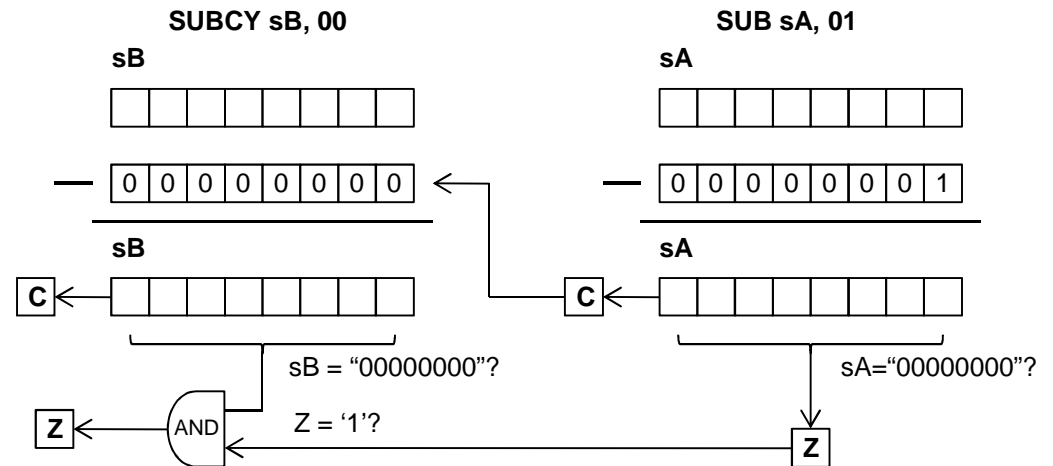 SUBCY sB, 00 SUB sA, 01
sB sA
0 0 0 0 0 0 0 0 0 0 0 0 0 0 0 1
sB sA
C C
sB = “00000000”? sA=“00000000”?
Z AND Z = ‘1’? Z